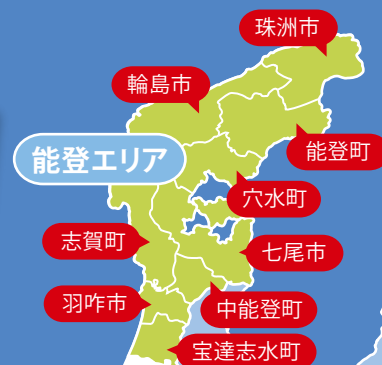 珠洲市
輪島市
能登町
能登エリア
穴水町
志賀町
七尾市
羽咋市
中能登町
宝達志水町